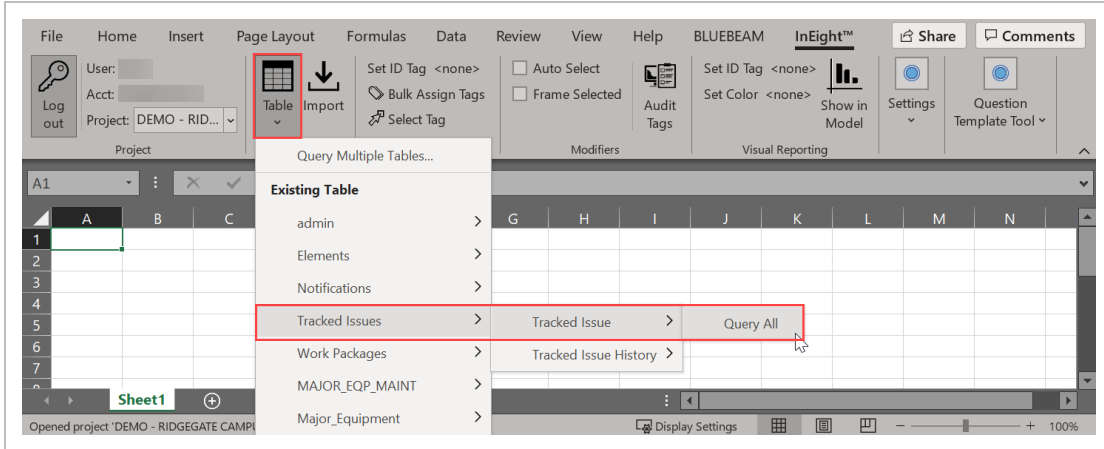 File Home Insert Page Layout Formulas Data Review View Help BLUEBEAM InEight™ Share Comments
User:
Acct:
Project: DEMO - RID...
Log out
Project
Table
Import
Set ID Tag <none>
Bulk Assign Tags
Select Tag
Auto Select
Frame Selected
Audit Tags
Modifiers
Set ID Tag <none>
Set Color <none>
Show in Model
Visual Reporting
Settings
Question Template Tool
A1
Query Multiple Tables...
Existing Table
admin
Elements
Notifications
Tracked Issues
Work Packages
MAJOR_EQP_MAINT
Major_Equipment
Tracked Issue
Tracked Issue History
Query All
A B C G H I J K L M N
1
2
3
4
5
6
7
Sheet1
Opened project 'DEMO - RIDGEGATE CAMP
Display Settings
100%